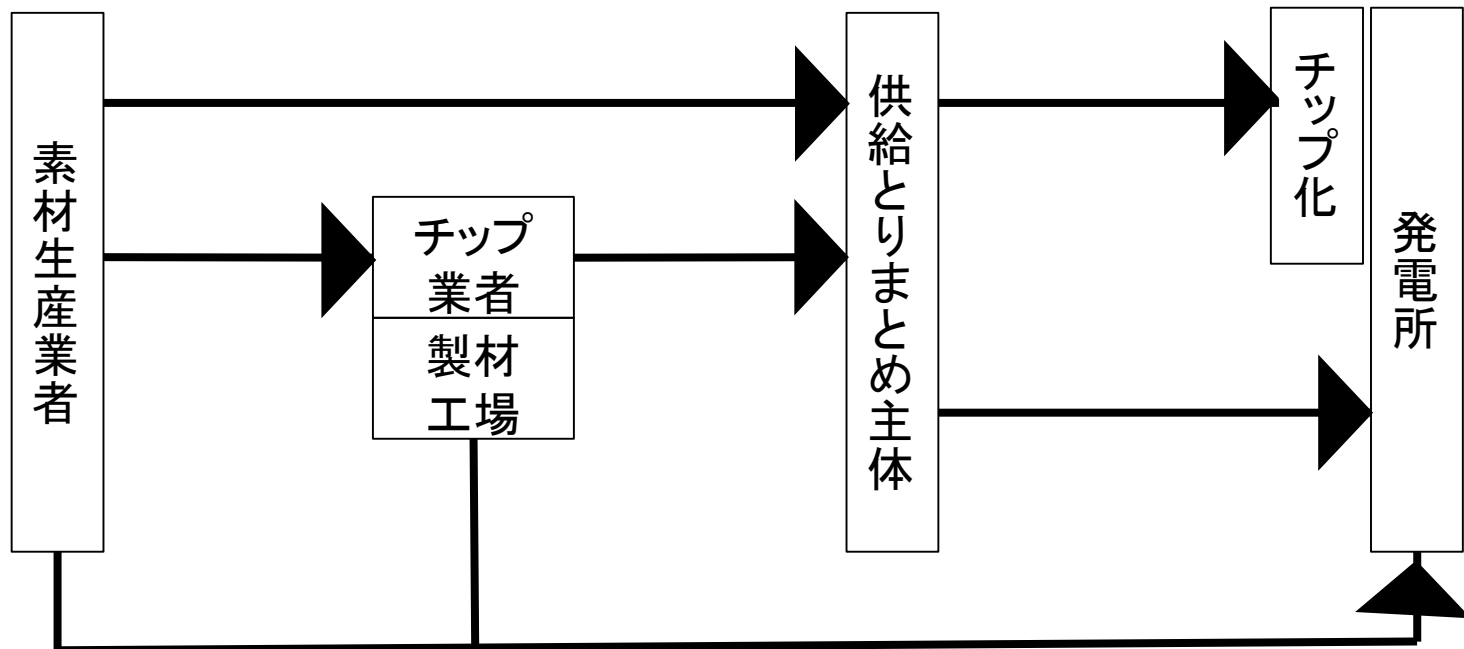 素材生産業者
チップ
業者
製材
工場
供給とりまとめ主体
チップ化
発電所